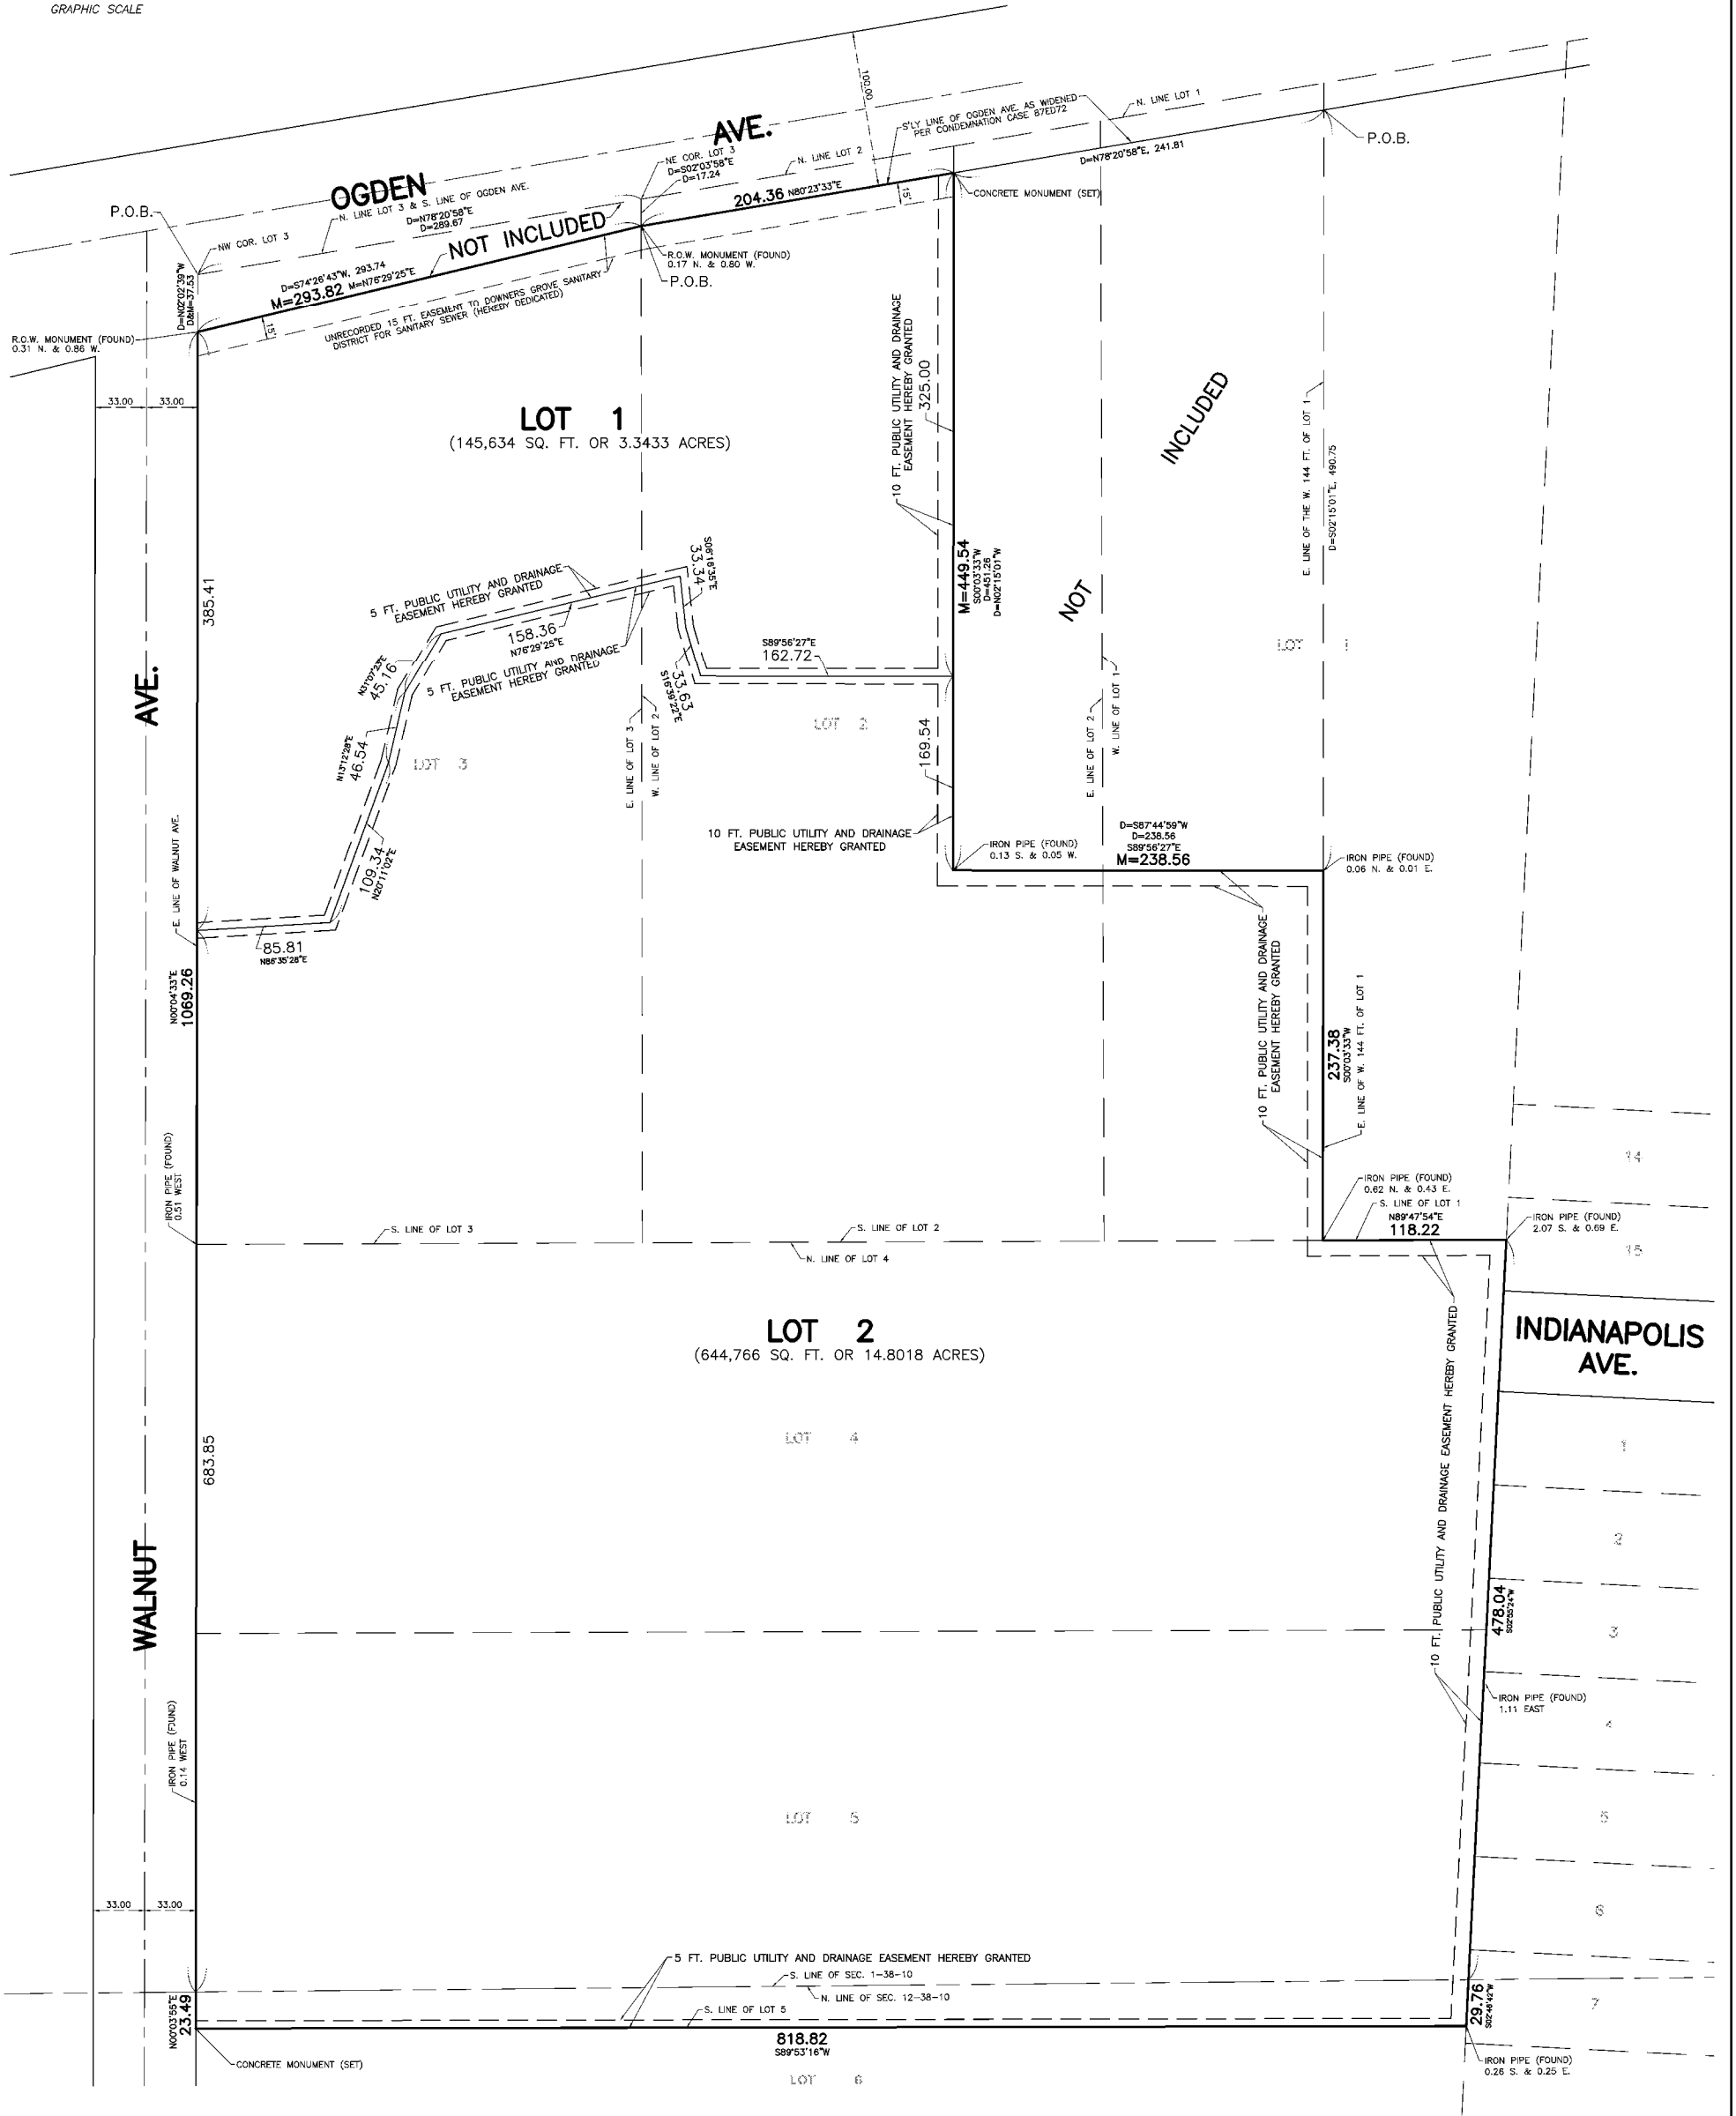 GRAPHIC SCALE
100.00
AVE.
OGDEN
S'LY LINE OF OGDEN AVE. AS WIDENED
PER CONDEMNATION CASE 87ED72
N. LINE LOT 1
P.O.B.
D=N78°20'58"E, 241.81
NE COR. LOT 3
D=S02°03'58"E
D=17.24
N. LINE LOT 2
204.36 N80°23'33"E
15'
CONCRETE MONUMENT (SET)
P.O.B.
N. LINE LOT 3 & S. LINE OF OGDEN AVE.
D=N78°20'58"E
D=289.67
NW COR. LOT 3
NOT INCLUDED
R.O.W. MONUMENT (FOUND)
0.17 N. & 0.80 W.
P.O.B.
D=S74°26'43"W, 293.74
M=293.82 M=N76°29'25"E
D=N02°02'39"W
D&M=37.53
15'
UNRECORDED 15 FT. EASEMENT TO DOWNERS GROVE SANITARY
DISTRICT FOR SANITARY SEWER (HEREBY DEDICATED)
R.O.W. MONUMENT (FOUND)
0.31 N. & 0.86 W.
33.00
33.00
LOT 1
(145,634 SQ. FT. OR 3.3433 ACRES)
10 FT. PUBLIC UTILITY AND DRAINAGE
EASEMENT HEREBY GRANTED
325.00
NOT
INCLUDED
E. LINE OF THE W. 144 FT. OF LOT 1
D=S02°15'01"E, 490.75
M=449.54
S00°03'33"W
D=451.26
D=N02°15'01"W
385.41
AVE.
5 FT. PUBLIC UTILITY AND DRAINAGE
EASEMENT HEREBY GRANTED
158.36
N76°29'25"E
5 FT. PUBLIC UTILITY AND DRAINAGE
EASEMENT HEREBY GRANTED
S06°16'35"E
33.34
33.63
S16°39'22"E
S89°56'27"E
162.72
N31°07'23"E
45.16
N13°12'28"E
46.54
109.34
N20°11'02"E
85.81
N86°35'28"E
LOT 3
LOT 2
LOT 1
E. LINE OF LOT 3
W. LINE OF LOT 2
E. LINE OF LOT 2
W. LINE OF LOT 1
169.54
10 FT. PUBLIC UTILITY AND DRAINAGE
EASEMENT HEREBY GRANTED
IRON PIPE (FOUND)
0.13 S. & 0.05 W.
D=S87°44'59"W
D=238.56
S89°56'27"E
M=238.56
IRON PIPE (FOUND)
0.06 N. & 0.01 E.
E. LINE OF WALNUT AVE.
N00°04'33"E
1069.26
10 FT. PUBLIC UTILITY AND DRAINAGE
EASEMENT HEREBY GRANTED
237.38
S00°03'33"W
E. LINE OF W. 144 FT. OF LOT 1
IRON PIPE (FOUND)
0.51 WEST
S. LINE OF LOT 3
S. LINE OF LOT 2
N. LINE OF LOT 4
IRON PIPE (FOUND)
0.62 N. & 0.43 E.
S. LINE OF LOT 1
N89°47'54"E
118.22
IRON PIPE (FOUND)
2.07 S. & 0.69 E.
14
15
LOT 2
(644,766 SQ. FT. OR 14.8018 ACRES)
INDIANAPOLIS
AVE.
10 FT. PUBLIC UTILITY AND DRAINAGE EASEMENT HEREBY GRANTED
LOT 4
683.85
WALNUT
1
2
3
478.04
S02°55'24"W
IRON PIPE (FOUND)
1.11 EAST
4
IRON PIPE (FOUND)
0.14 WEST
LOT 5
5
6
33.00
33.00
5 FT. PUBLIC UTILITY AND DRAINAGE EASEMENT HEREBY GRANTED
S. LINE OF SEC. 1-38-10
N. LINE OF SEC. 12-38-10
S. LINE OF LOT 5
N00°03'55"E
23.49
29.76
S02°48'42"W
7
818.82
S89°53'16"W
CONCRETE MONUMENT (SET)
IRON PIPE (FOUND)
0.26 S. & 0.25 E.
LOT 6